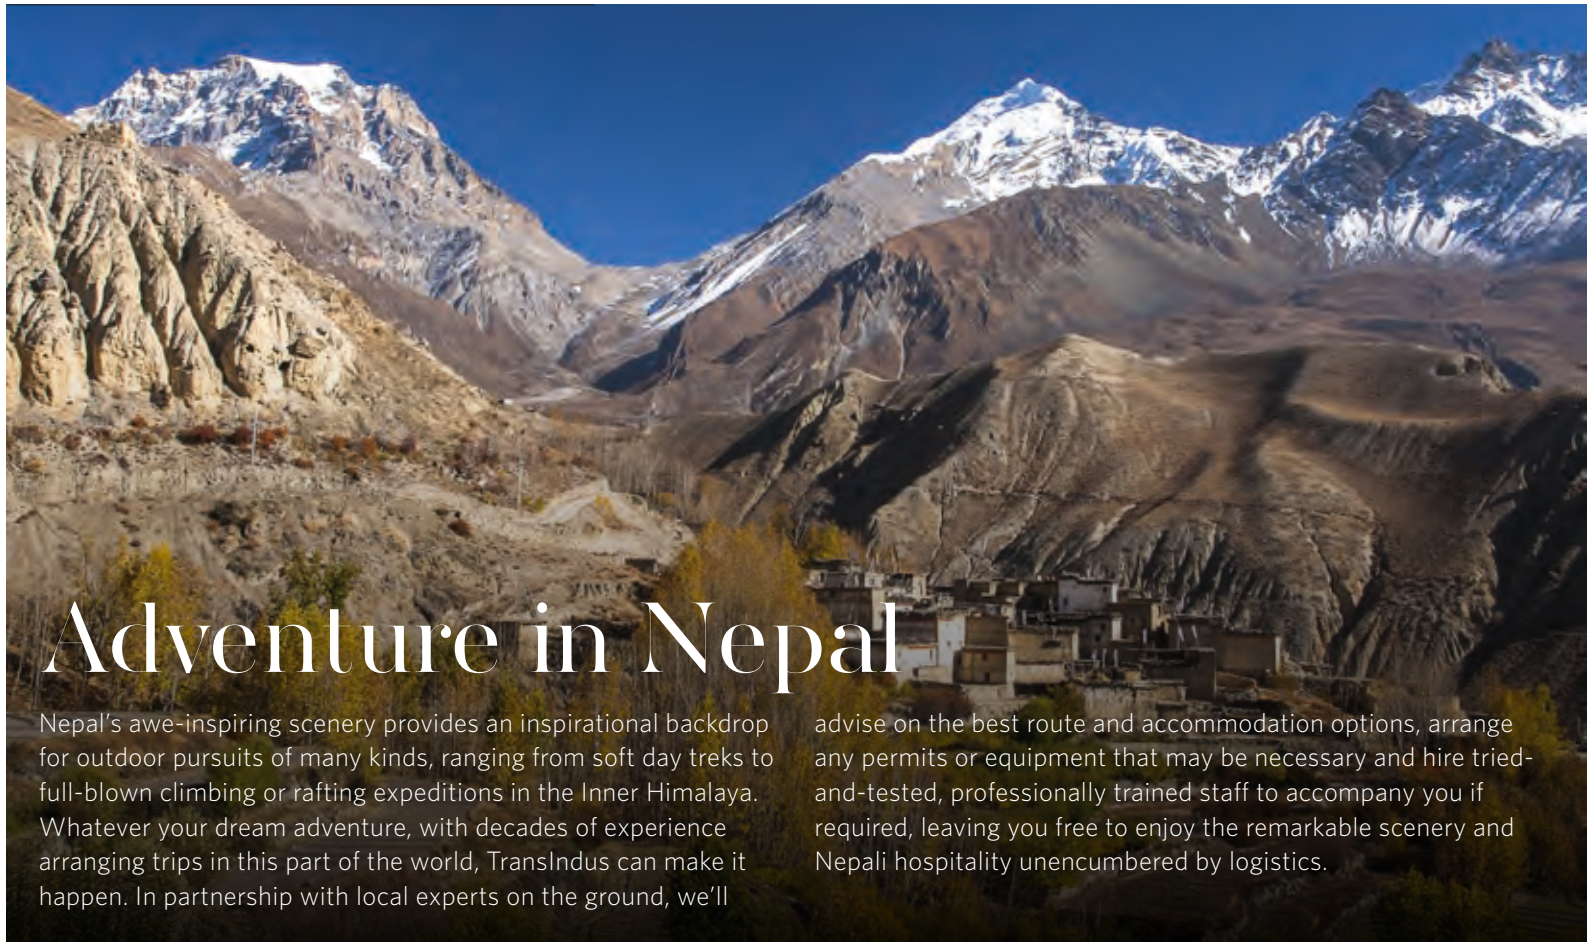 Adventure in Nepal
Nepal’s awe-inspiring scenery provides an inspirational backdrop
for outdoor pursuits of many kinds, ranging from soft day treks to
full-blown climbing or rafting expeditions in the Inner Himalaya.
Whatever your dream adventure, with decades of experience
arranging trips in this part of the world, TransIndus can make it
happen. In partnership with local experts on the ground, we’ll
advise on the best route and accommodation options, arrange
any permits or equipment that may be necessary and hire tried-
and-tested, professionally trained staff to accompany you if
required, leaving you free to enjoy the remarkable scenery and
Nepali hospitality unencumbered by logistics.